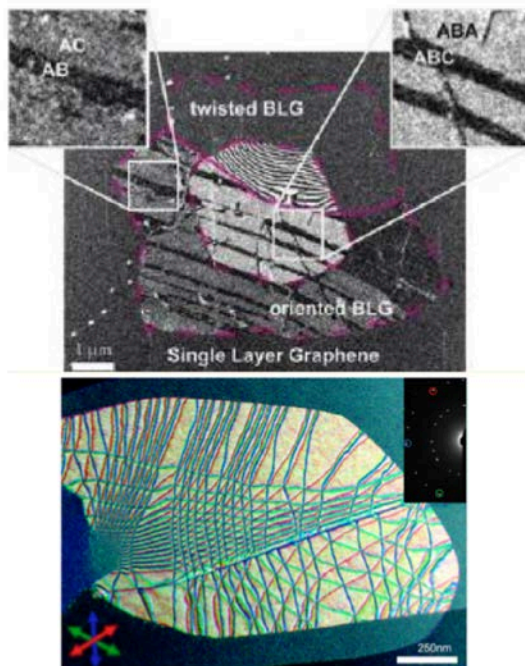 AC
AB
ABA
ABC
twisted BLG
oriented BLG
1 μm
Single Layer Graphene
250nm